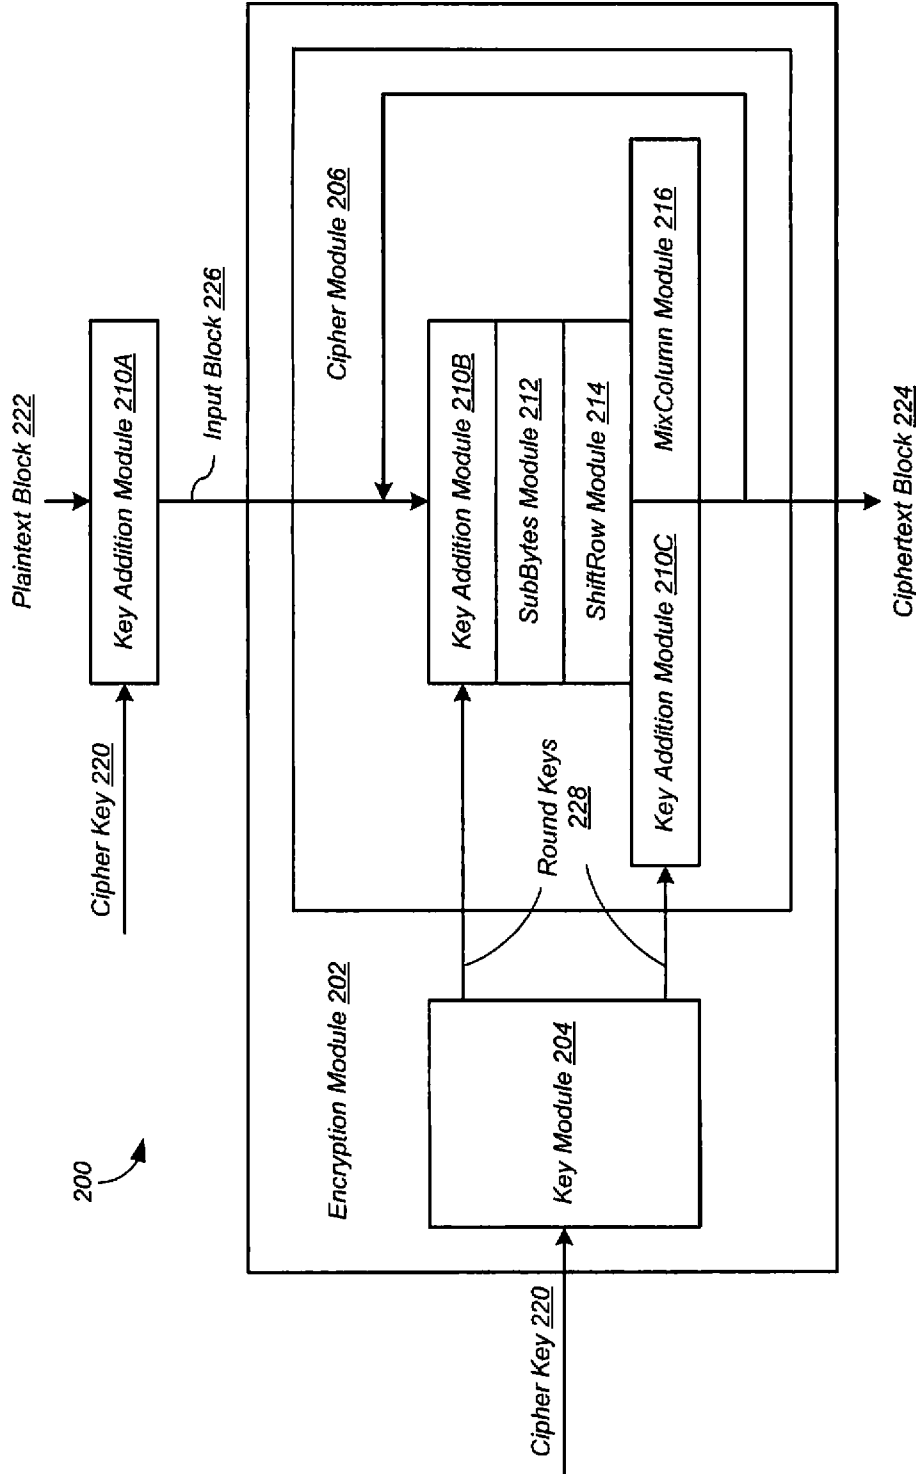 200
Cipher Key 220
Plaintext Block 222
Key Addition Module 210A
Input Block 226
Encryption Module 202
Cipher Module 206
Cipher Key 220
Key Module 204
Round Keys
228
Key Addition Module 210B
SubBytes Module 212
ShiftRow Module 214
Key Addition Module 210C
MixColumn Module 216
Ciphertext Block 224